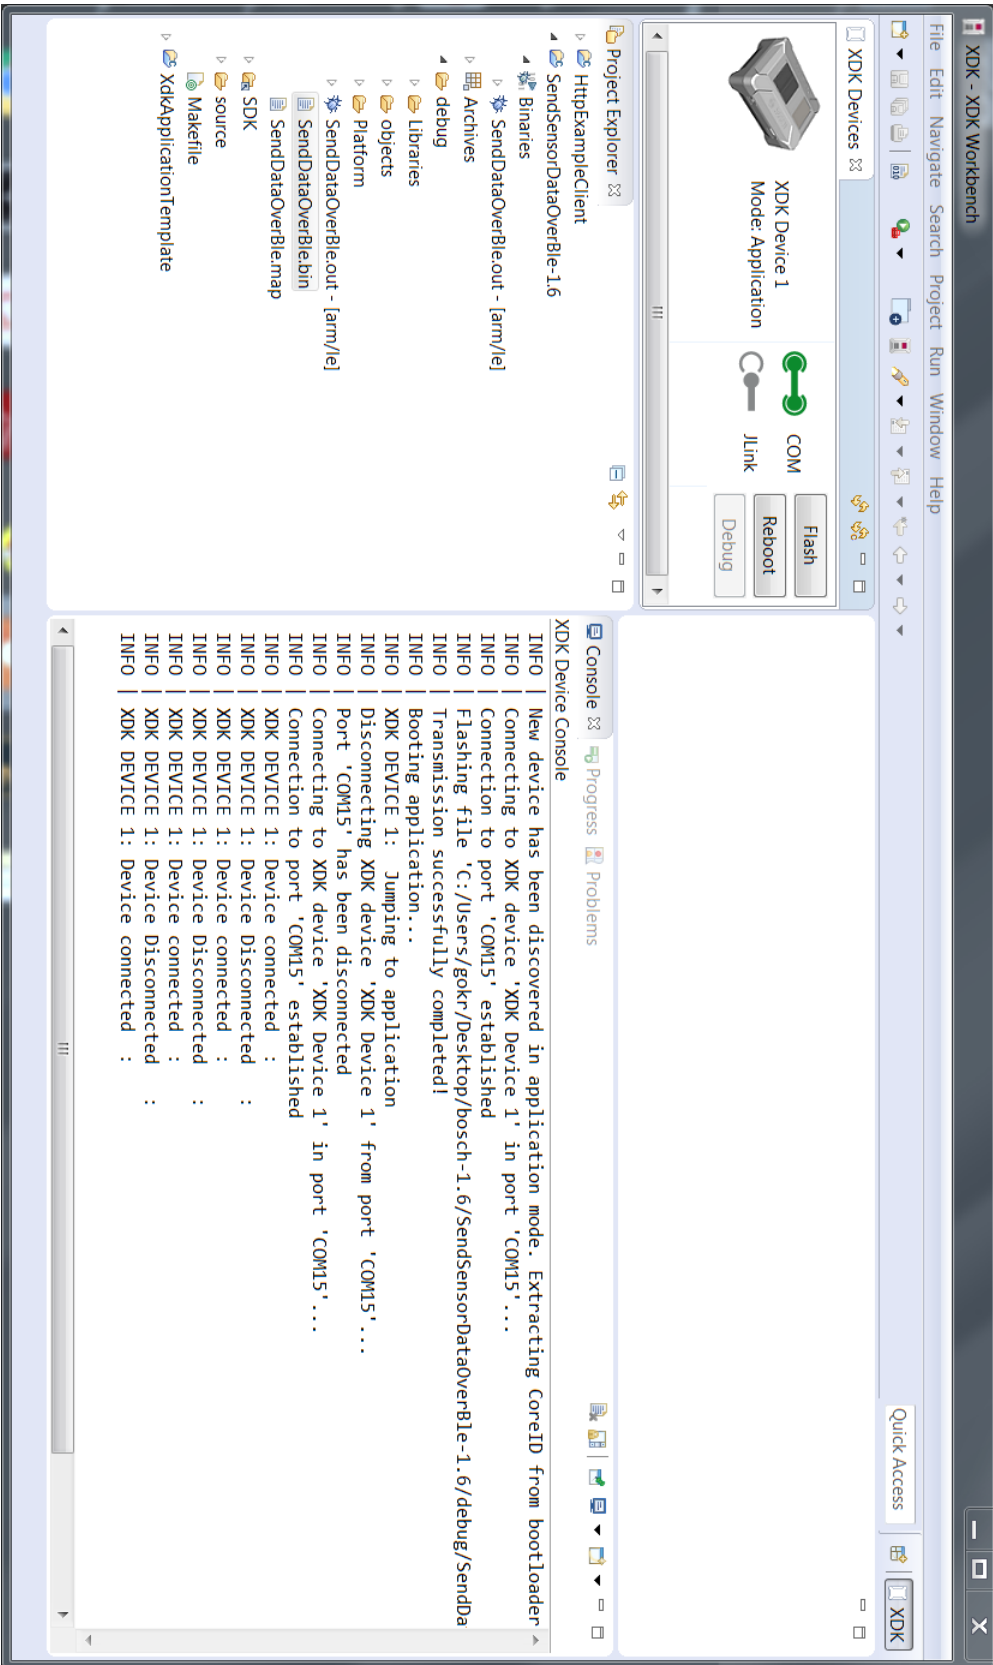 XDK - XDK Workbench
File Edit Navigate Search Project Run Window Help
010
Quick Access
XDK
XDK Devices
XDK Device 1
Mode: Application
COM
JLink
Flash
Reboot
Debug
Project Explorer
HttpExampleClient
SendSensorDataOverBle-1.6
Binaries
SendDataOverBle.out - [arm/le]
Archives
debug
Libraries
objects
Platform
SendDataOverBle.out - [arm/le]
SendDataOverBle.bin
SendDataOverBle.map
SDK
source
Makefile
XdkApplicationTemplate
Console Progress Problems
XDK Device Console
INFO | New device has been discovered in application mode. Extracting CoreID from bootloader
INFO | Connecting to XDK device 'XDK Device 1' in port 'COM15'...
INFO | Connection to port 'COM15' established
INFO | Flashing file 'C:/Users/gokr/Desktop/bosch-1.6/SendSensorDataOverBle-1.6/debug/SendDa
INFO | Transmission successfully completed!
INFO | Booting application...
INFO | XDK DEVICE 1:  Jumping to application
INFO | Disconnecting XDK device 'XDK Device 1' from port 'COM15'...
INFO | Port 'COM15' has been disconnected
INFO | Connecting to XDK device 'XDK Device 1' in port 'COM15'...
INFO | Connection to port 'COM15' established
INFO | XDK DEVICE 1: Device connected :
INFO | XDK DEVICE 1: Device Disconnected   :
INFO | XDK DEVICE 1: Device connected :
INFO | XDK DEVICE 1: Device Disconnected   :
INFO | XDK DEVICE 1: Device connected :
INFO | XDK DEVICE 1: Device Disconnected   :
INFO | XDK DEVICE 1: Device connected :